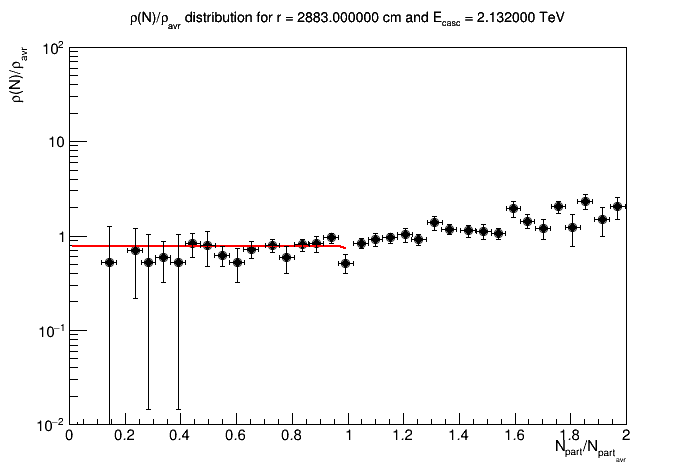 ρ(N)/ρavr distribution for r = 2883.000000 cm and Ecasc = 2.132000 TeV
ρ(N)/ρavr
10²
10
1
10⁻¹
10⁻²
0 0.2 0.4 0.6 0.8 1 1.2 1.4 1.6 1.8 2
Npart/Npartavr